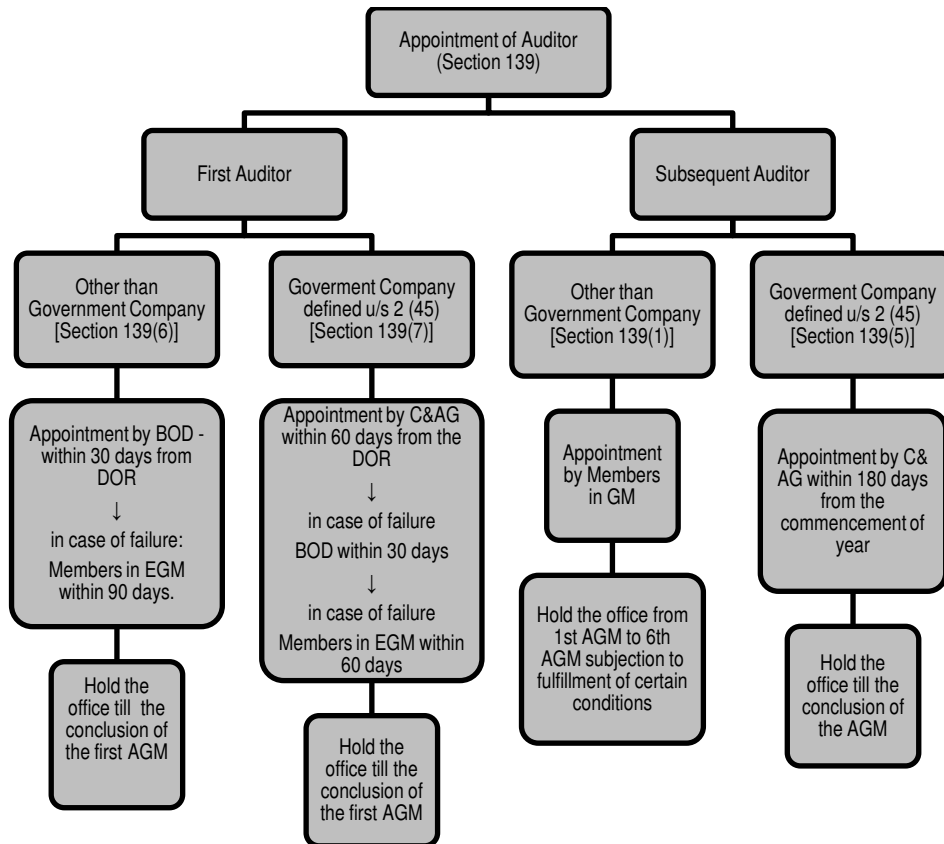 Appointment of Auditor
(Section 139)
First Auditor
Subsequent Auditor
Other than
Government Company
[Section 139(6)]
Goverment Company
defined u/s 2 (45)
[Section 139(7)]
Other than
Government Company
[Section 139(1)]
Goverment Company
defined u/s 2 (45)
[Section 139(5)]
Appointment by BOD -
within 30 days from
DOR
↓
in case of failure:
Members in EGM
within 90 days.
Appointment by C&AG
within 60 days from the
DOR
↓
in case of failure
BOD within 30 days
↓
in case of failure
Members in EGM within
60 days
Appointment
by Members
in GM
Appointment by C&
AG within 180 days
from the
commencement of
year
Hold the
office till the
conclusion of
the first AGM
Hold the
office till the
conclusion of
the first AGM
Hold the office from
1st AGM to 6th
AGM subjection to
fulfillment of certain
conditions
Hold the
office till the
conclusion of
the AGM